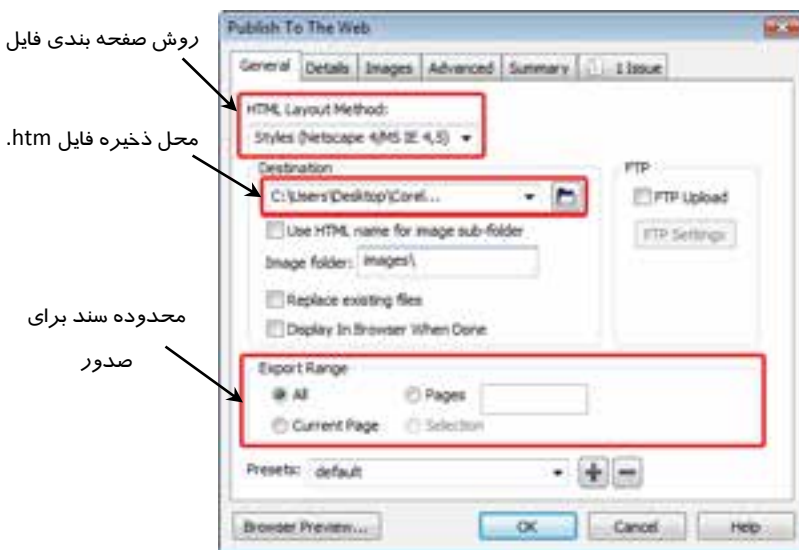 Publish To The Web
روش صفحه بندی فایل
General Details Images Advanced Summary 1 Issue
HTML Layout Method:
Styles (Netscape 4/MS IE 4,5)
محل ذخیره فایل htm.
Destination
C:\Users\Desktop\Corel...
Use HTML name for image sub-folder
Image folder: images\
Replace existing files
Display In Browser When Done
FTP
FTP Upload
FTP Settings
محدوده سند برای
صدور
Export Range
All Pages
Current Page Selection
Presets: default
Browser Preview... OK Cancel Help